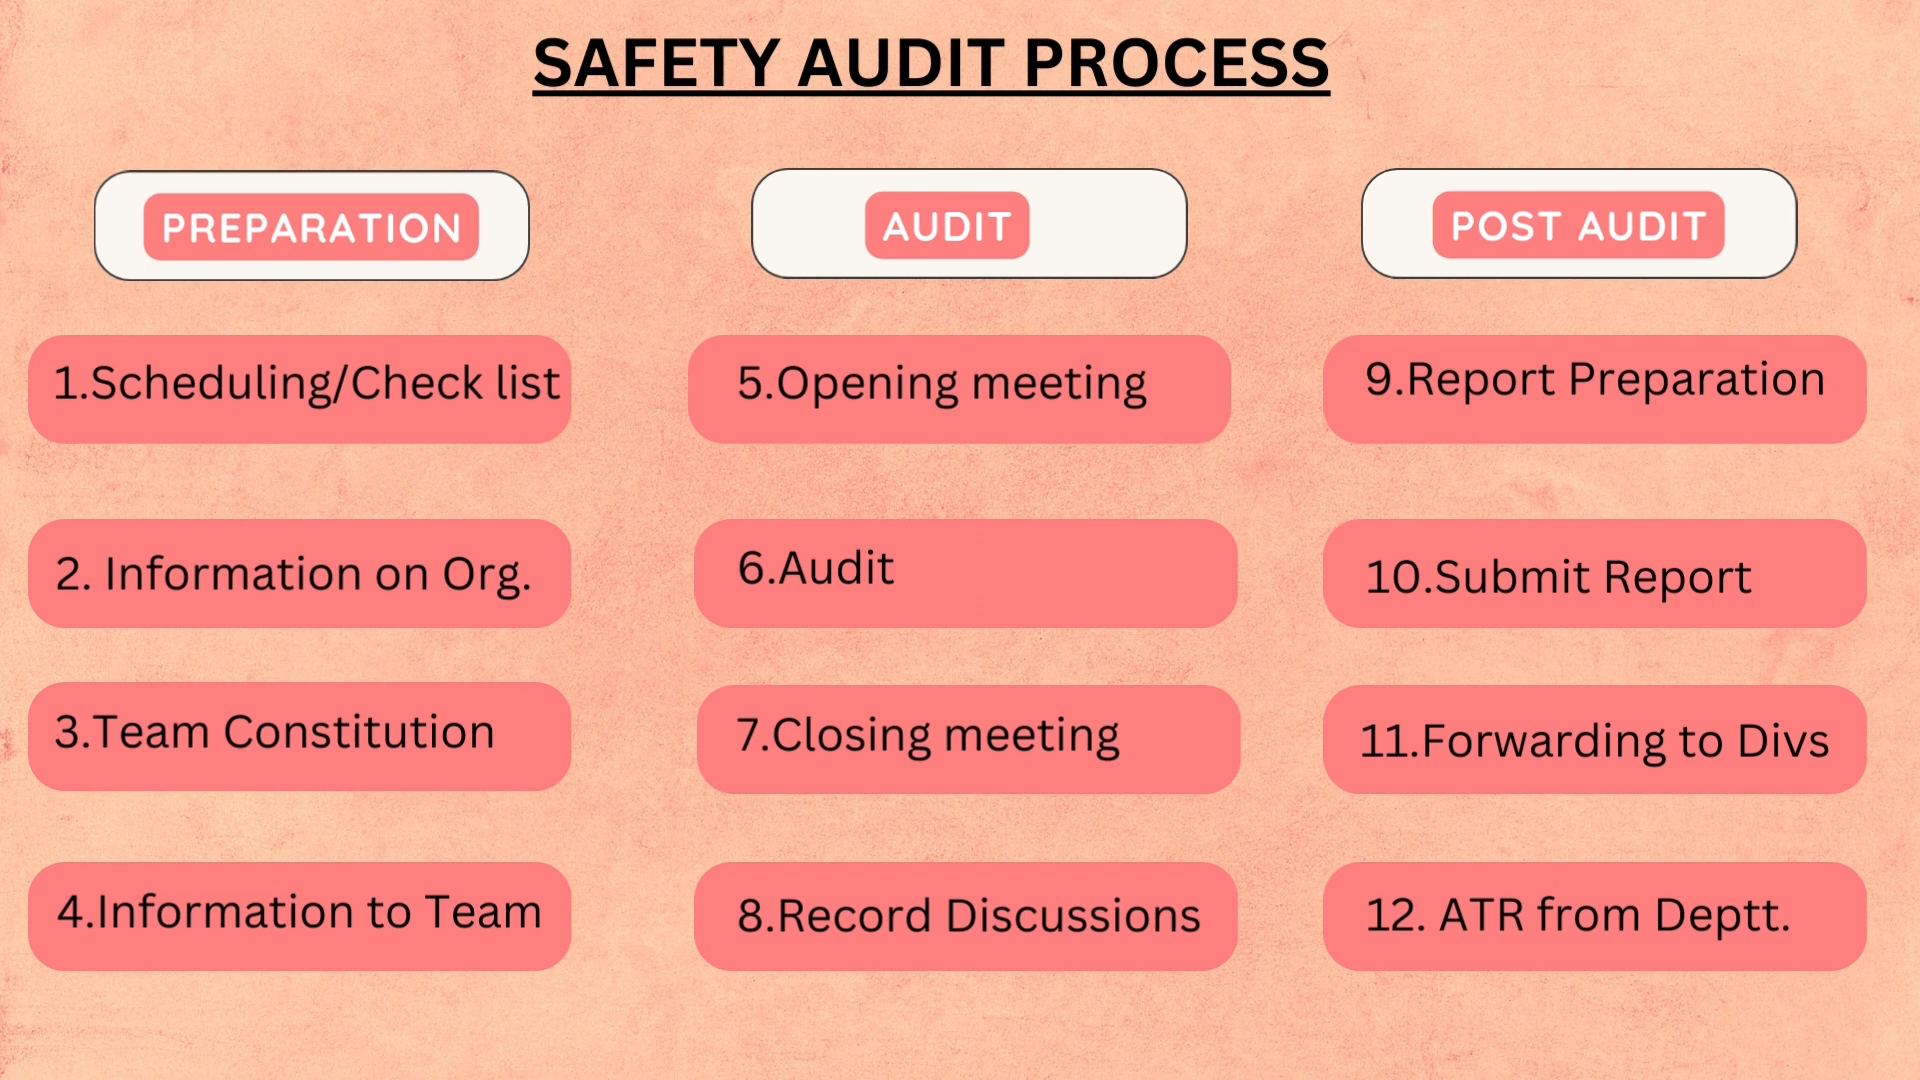 SAFETY AUDIT PROCESS
PREPARATION
1.Scheduling/Check list
2. Information on Org.
3.Team Constitution
4.Information to Team
AUDIT
5.Opening meeting
6.Audit
7.Closing meeting
8.Record Discussions
POST AUDIT
9.Report Preparation
10.Submit Report
11.Forwarding to Divs
12. ATR from Deptt.